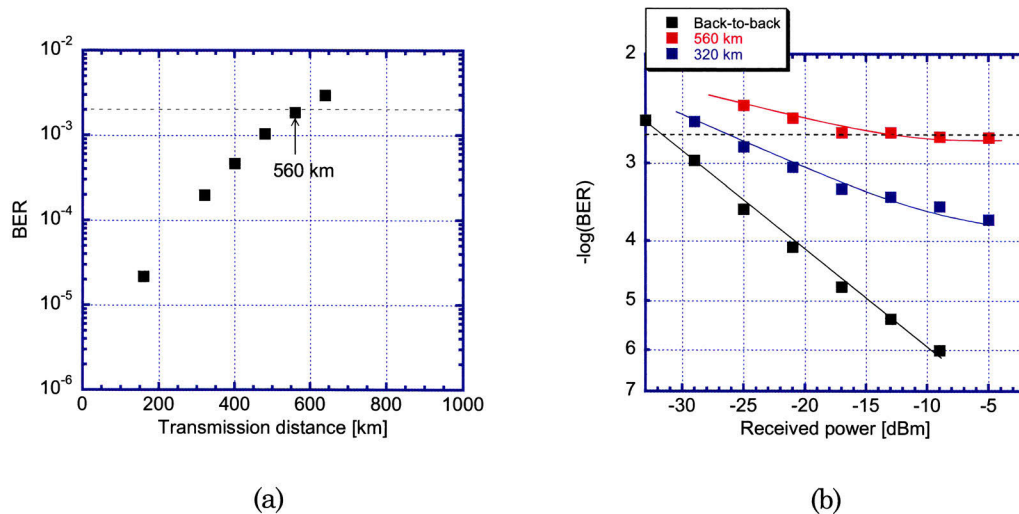 10-2
10-3
10-4
10-5
10-6
BER
560 km
0 200 400 600 800 1000
Transmission distance [km]
(a)
Back-to-back
560 km
320 km
2
3
4
5
6
7
-log(BER)
-30 -25 -20 -15 -10 -5
Received power [dBm]
(b)